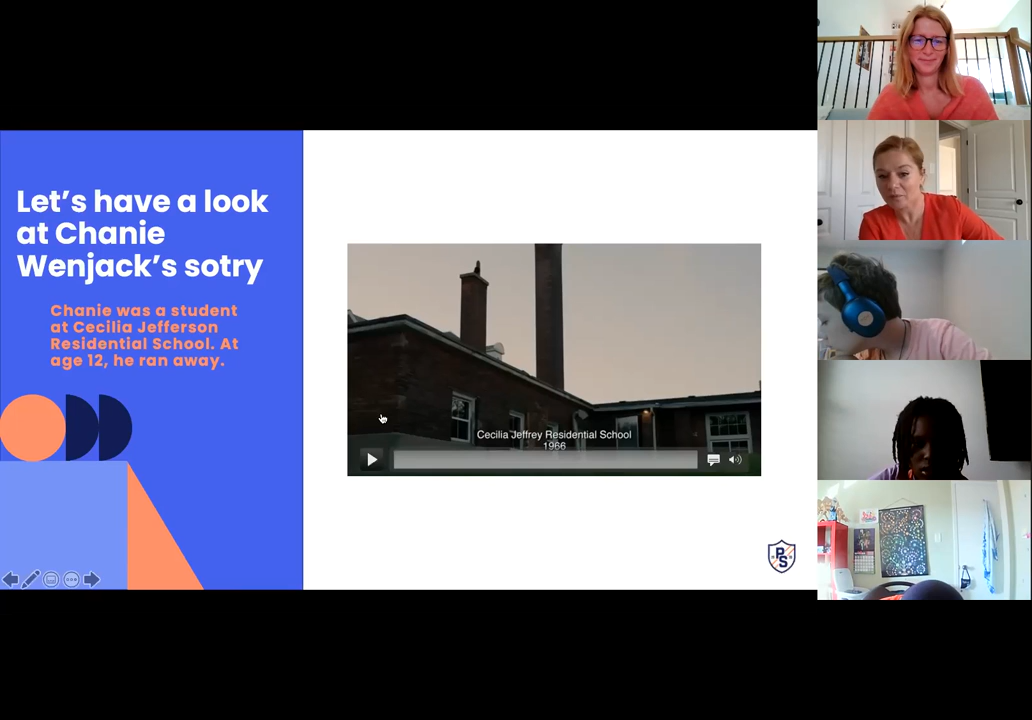 Let's have a look
at Chanie
Wenjack's sotry
Chanie was a student
at Cecilia Jefferson
Residential School. At
age 12, he ran away.
Cecilia Jeffrey Residential School
1966
PS